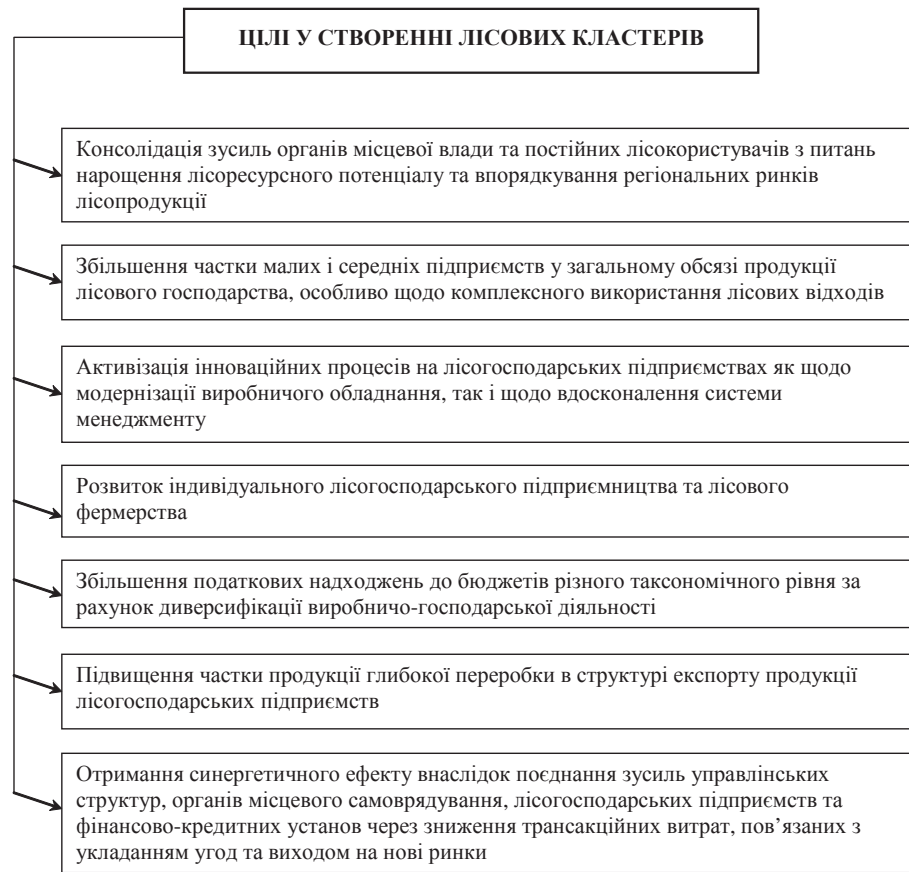 ЦІЛІ У СТВОРЕННІ ЛІСОВИХ КЛАСТЕРІВ
Консолідація зусиль органів місцевої влади та постійних лісокористувачів з питань
нарощення лісоресурсного потенціалу та впорядкування регіональних ринків
лісопродукції
Збільшення частки малих і середніх підприємств у загальному обсязі продукції
лісового господарства, особливо щодо комплексного використання лісових відходів
Активізація інноваційних процесів на лісогосподарських підприємствах як щодо
модернізації виробничого обладнання, так і щодо вдосконалення системи
менеджменту
Розвиток індивідуального лісогосподарського підприємництва та лісового
фермерства
Збільшення податкових надходжень до бюджетів різного таксономічного рівня за
рахунок диверсифікації виробничо-господарської діяльності
Підвищення частки продукції глибокої переробки в структурі експорту продукції
лісогосподарських підприємств
Отримання синергетичного ефекту внаслідок поєднання зусиль управлінських
структур, органів місцевого самоврядування, лісогосподарських підприємств та
фінансово-кредитних установ через зниження трансакційних витрат, пов’язаних з
укладанням угод та виходом на нові ринки